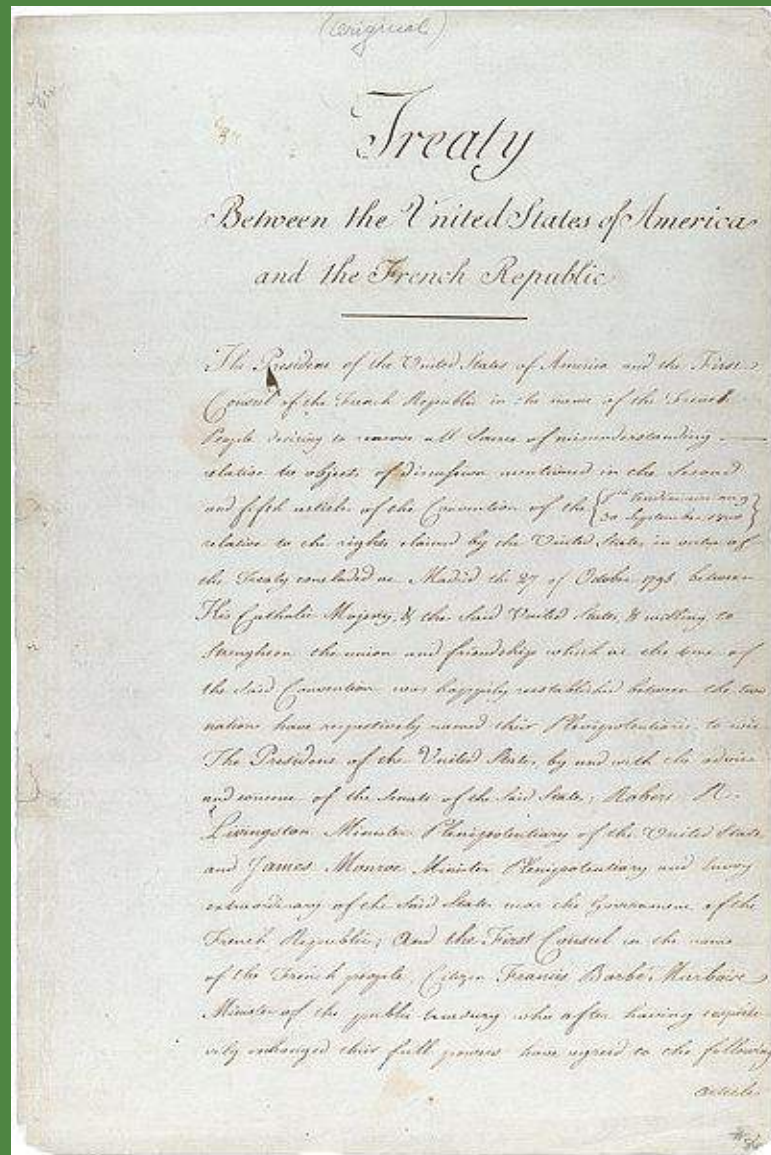 (Original)
Treaty
Between the United States of America
and the French Republic
The President of the United States of America and the First
Consul of the French Republic in the name of the French
People desiring to remove all Source of misunderstanding
relative to objects of discussion mentioned in the Second
and fifth articles of the Convention of the
30 September 1800
relative to the rights claimed by the United States in virtue of
the Treaty concluded at Madrid the 27 of October 1795, between
His Catholic Majesty, & the Said United States, & willing to
Strengthen the union and friendship which at the time of
the Said Convention was happily reestablished between the two
nations have respectively named their Plenipotentiaries to wit
The President of the United States, by and with the advice
and consent of the Senate of the Said States; Robert R.
Livingston Minister Plenipotentiary of the United States
and James Monroe Minister Plenipotentiary and Envoy
extraordinary of the Said States near the Government of the
French Republic; And the First Consul in the name
of the French people, Citizen Francis Barbé Marbois
Minister of the public treasury who after having
exchanged their full powers have agreed to the following
articles